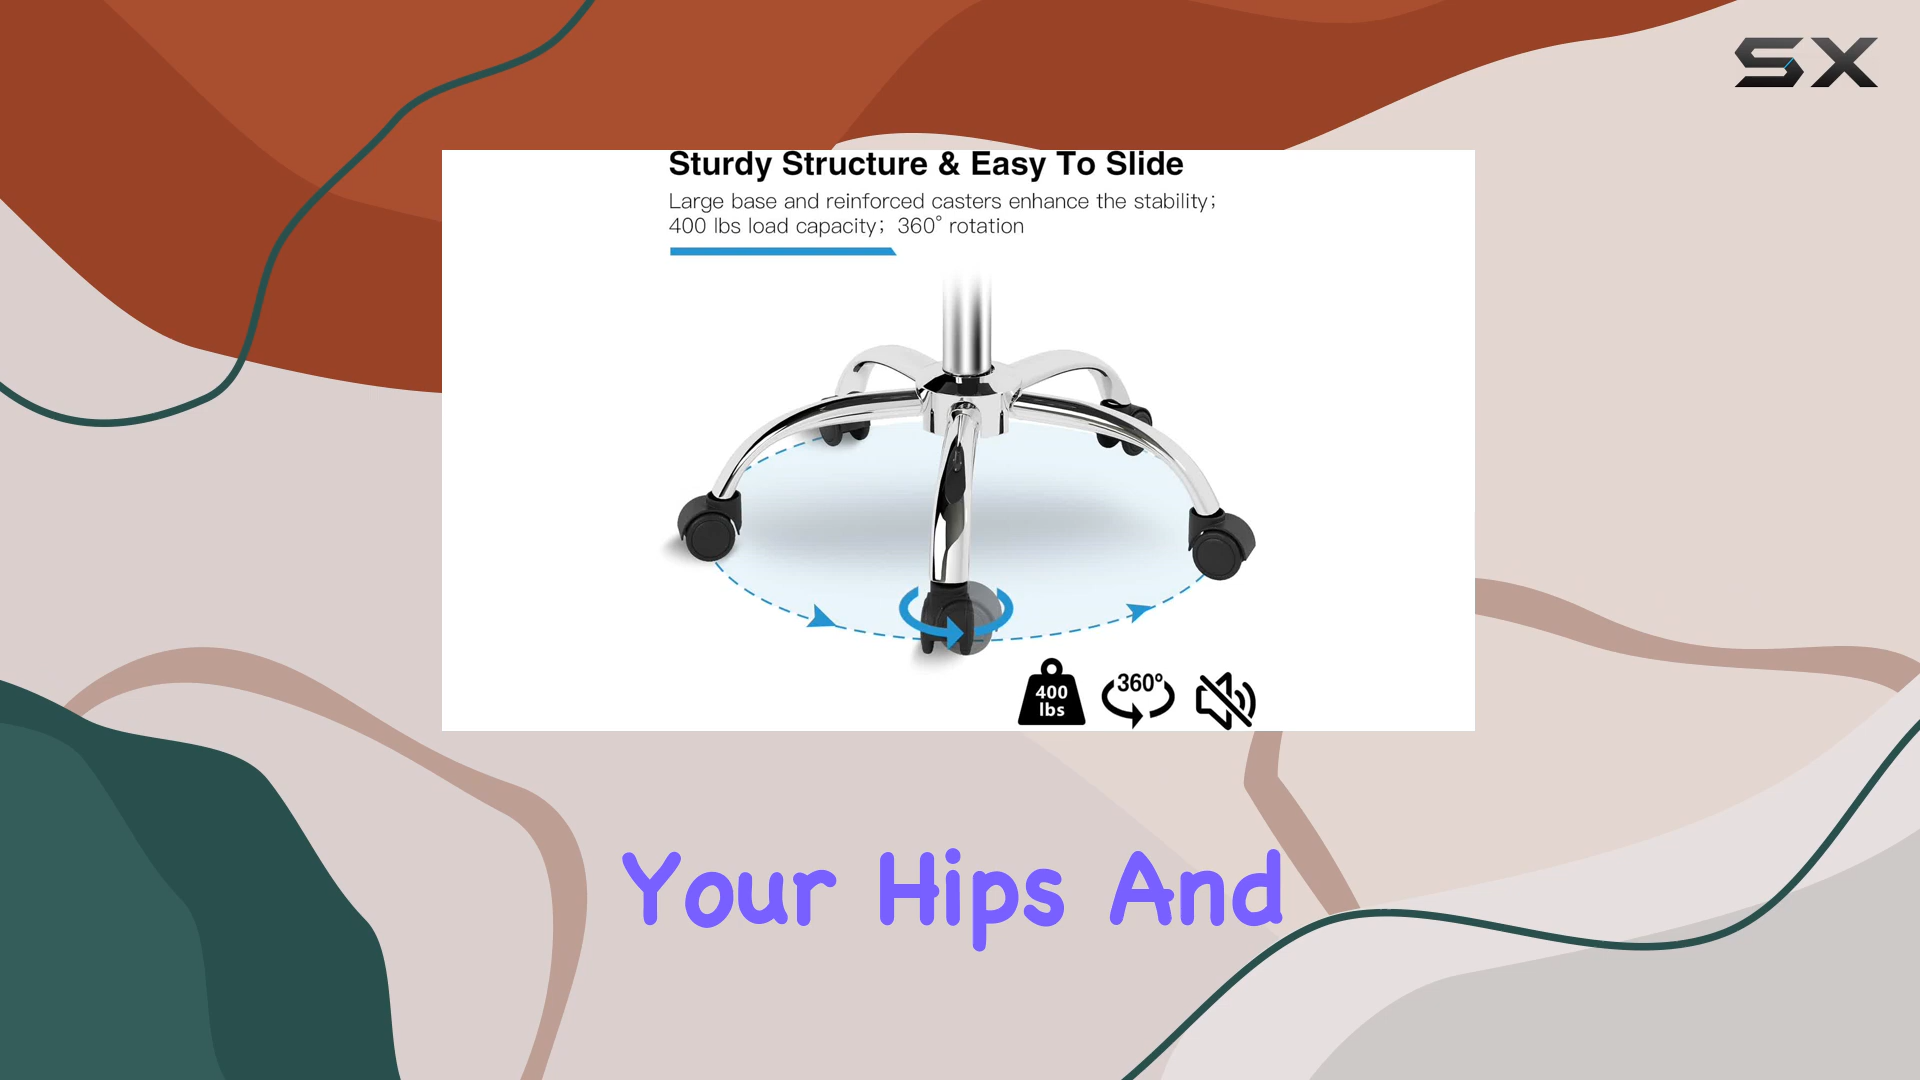 SX
Sturdy Structure & Easy To Slide
Large base and reinforced casters enhance the stability;
400 lbs load capacity; 360° rotation
400
lbs
360°
Your Hips And